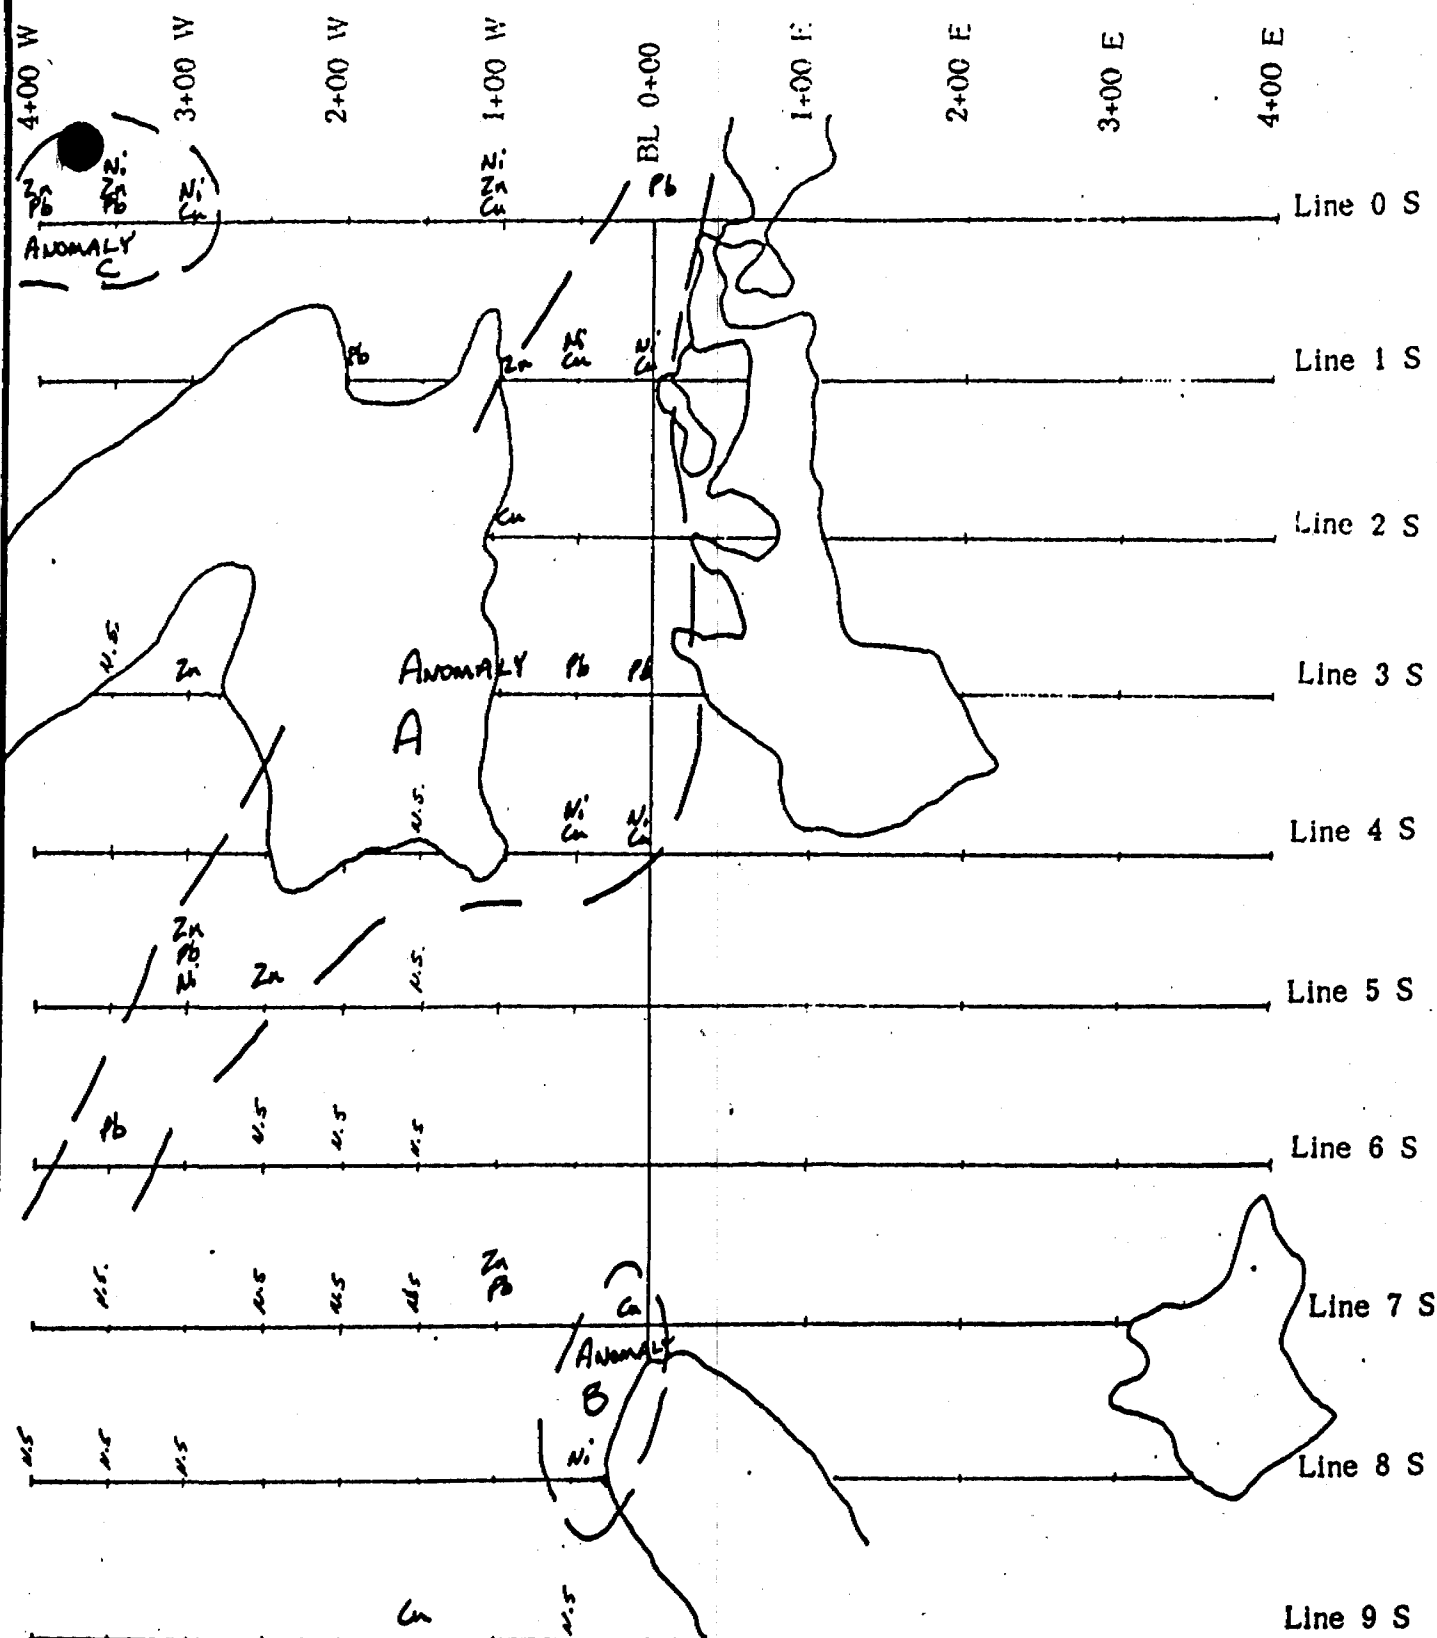 4+00 W 3+00 W 2+00 W 1+00 W BL 0+00 1+00 E 2+00 E 3+00 E 4+00 E
Ni Ni Pb
Zn Zn Ni Zn
Pb Pb Cu Cu Line 0 S
ANOMALY
C
Ni Ni
Pb Zn Cu Cu Line 1 S
Cu Line 2 S
N.S.
Zn ANOMALY Pb Pb Line 3 S
A
N.S. Ni Ni
Cu Cu Line 4 S
Zn
Pb
Ni Zn N.S. Line 5 S
Pb N.S N.S N.S Line 6 S
Zn
N.S. N.S N.S N.S Pb Cu Line 7 S
ANOMALY
B
N.S N.S N.S Ni Line 8 S
Cu N.S Line 9 S